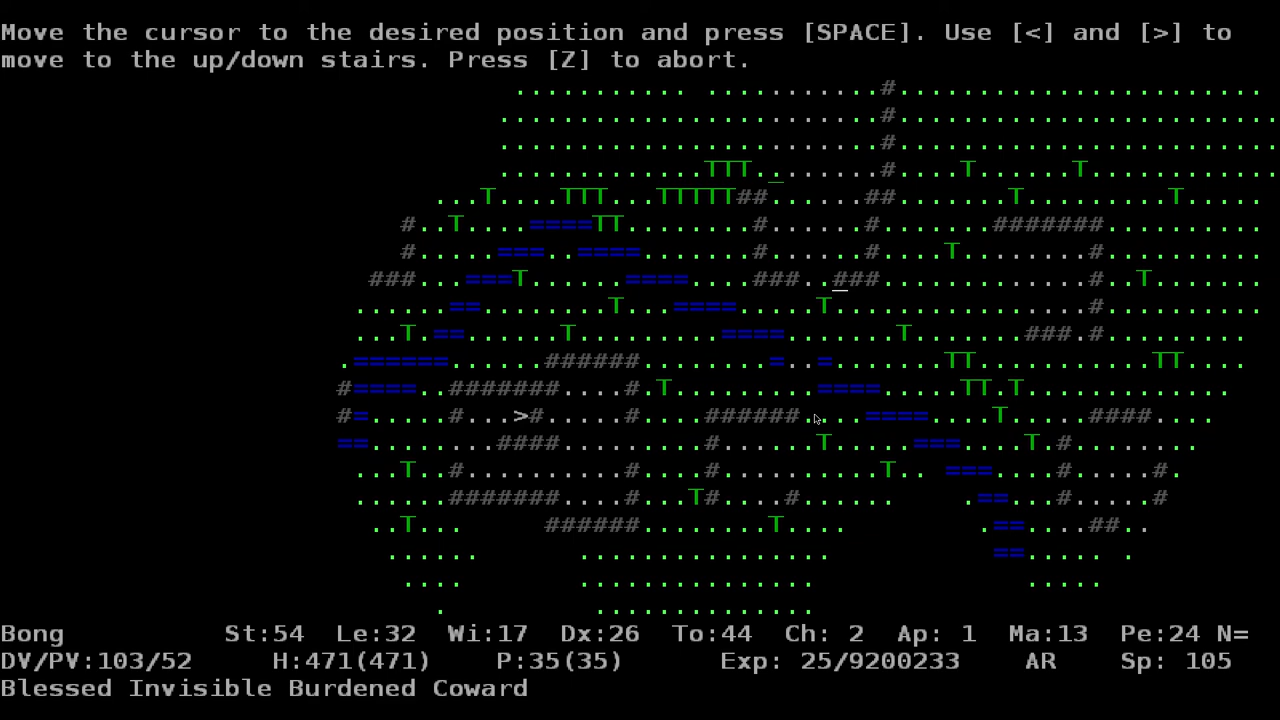 Move the cursor to the desired position and press [SPACE]. Use [<] and [>] to
move to the up/down stairs. Press [Z] to abort.
Bong St:54 Le:32 Wi:17 Dx:26 To:44 Ch: 2 Ap: 1 Ma:13 Pe:24 N=
DV/PV:103/52 H:471(471) P:35(35) Exp: 25/9200233 AR Sp: 105
Blessed Invisible Burdened Coward